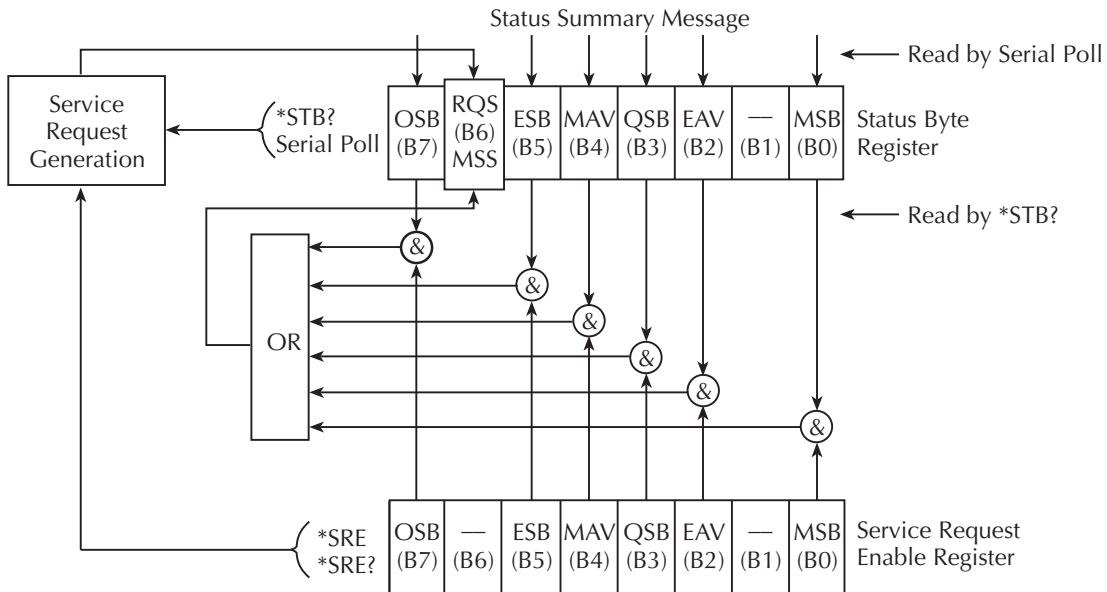 Status Summary Message
Read by Serial Poll
Service
Request
Generation
*STB?
Serial Poll
OSB
(B7)
RQS
(B6)
MSS
ESB
(B5)
MAV
(B4)
QSB
(B3)
EAV
(B2)
—
(B1)
MSB
(B0)
Status Byte
Register
Read by *STB?
&
&
&
&
&
&
OR
*SRE
*SRE?
OSB
(B7)
—
(B6)
ESB
(B5)
MAV
(B4)
QSB
(B3)
EAV
(B2)
—
(B1)
MSB
(B0)
Service Request
Enable Register